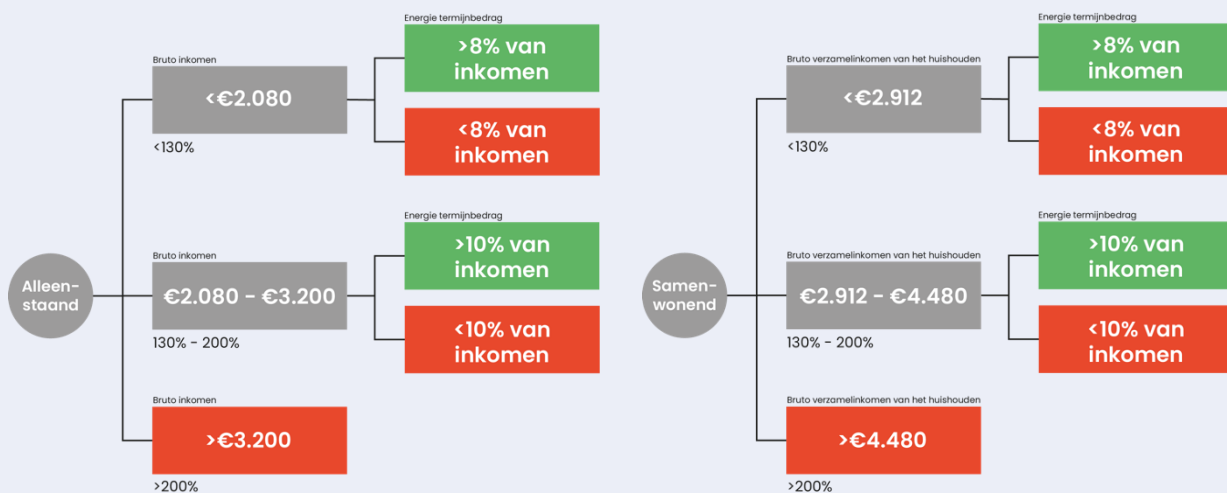 Alleen-
staand
Bruto inkomen
<€2.080
<130%
Energie termijnbedrag
>8% van
inkomen
<8% van
inkomen
Bruto inkomen
€2.080 - €3.200
130% - 200%
Energie termijnbedrag
>10% van
inkomen
<10% van
inkomen
Bruto inkomen
>€3.200
>200%
Samen-
wonend
Bruto verzamelinkomen van het huishouden
<€2.912
<130%
Energie termijnbedrag
>8% van
inkomen
<8% van
inkomen
Bruto verzamelinkomen van het huishouden
€2.912 - €4.480
130% - 200%
Energie termijnbedrag
>10% van
inkomen
<10% van
inkomen
Bruto verzamelinkomen van het huishouden
>€4.480
>200%